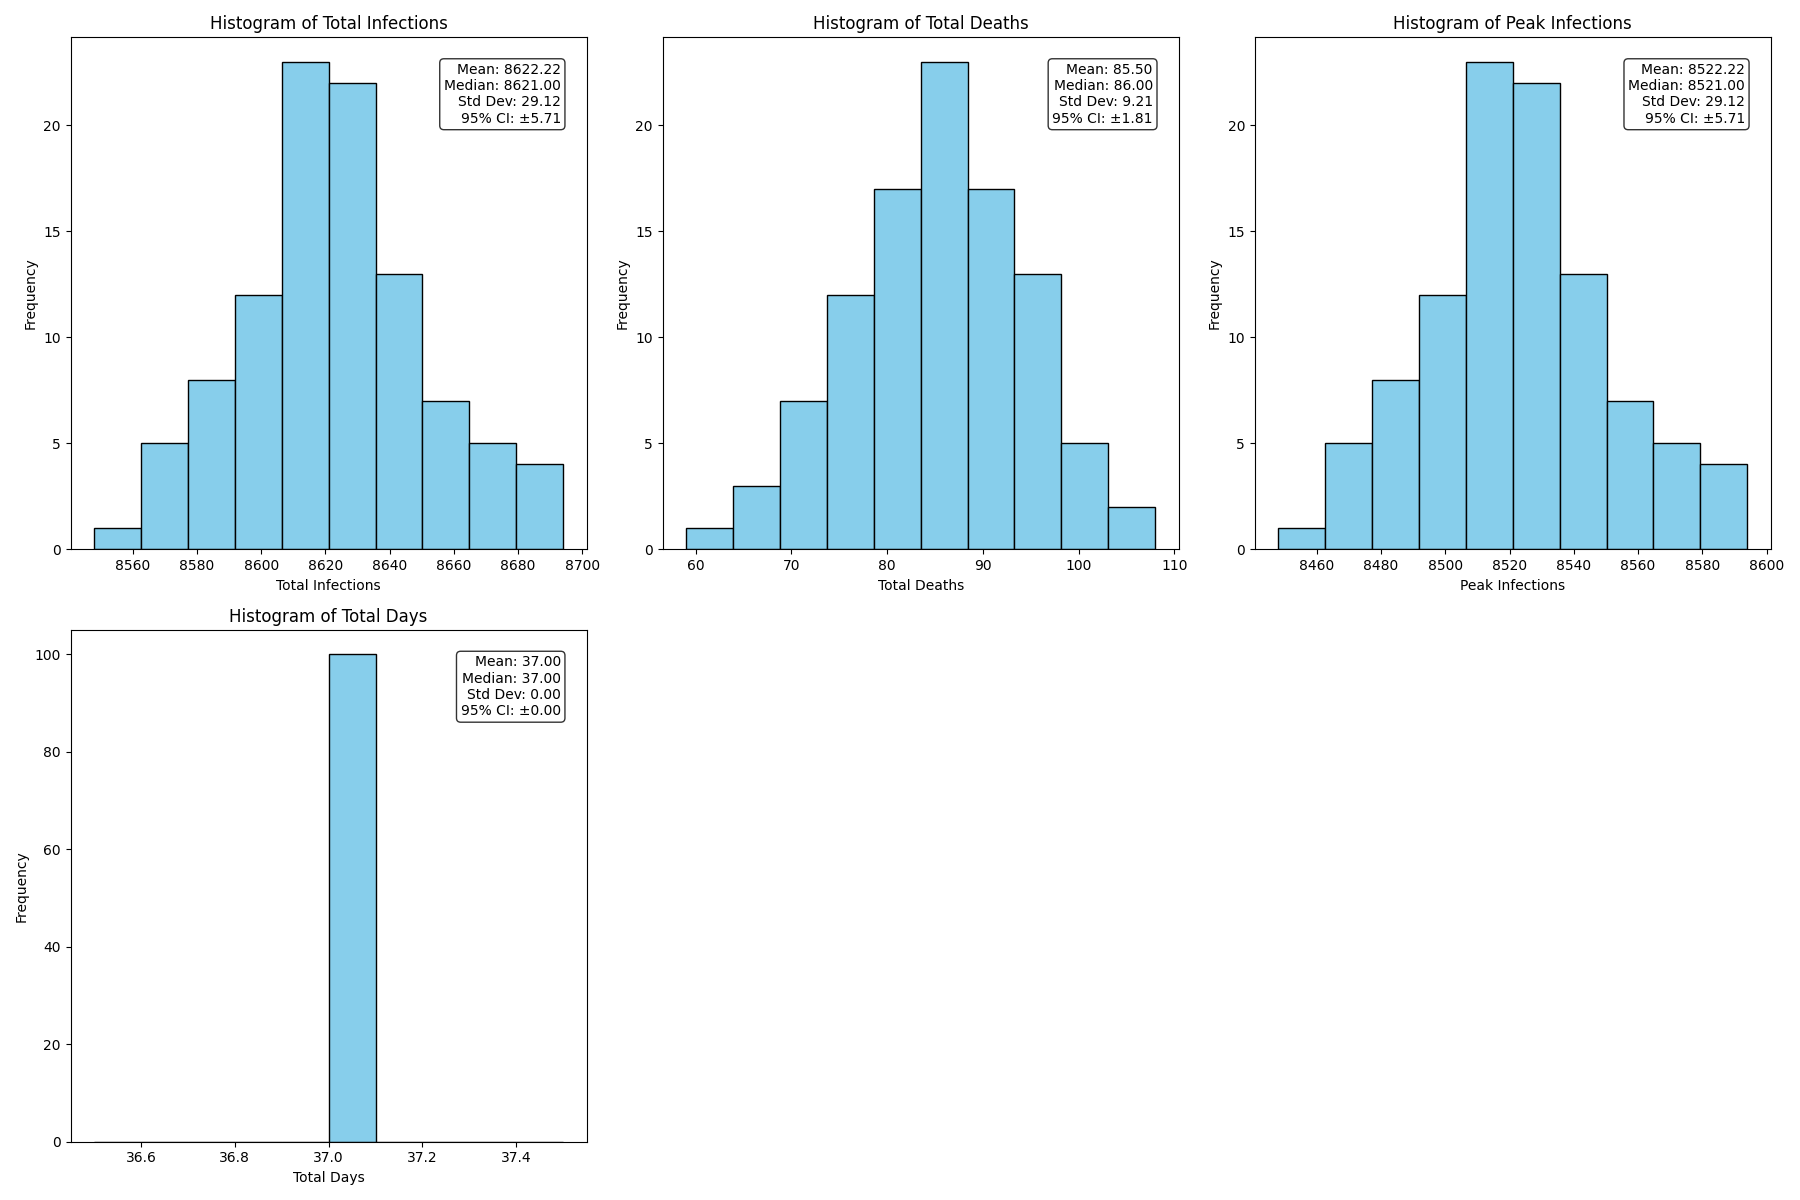 Histogram of Total Infections
Mean: 8622.22
Median: 8621.00
Std Dev: 29.12
95% CI: ±5.71
Frequency
20
15
10
5
0
8560 8580 8600 8620 8640 8660 8680 8700
Total Infections
Histogram of Total Deaths
Mean: 85.50
Median: 86.00
Std Dev: 9.21
95% CI: ±1.81
Frequency
20
15
10
5
0
60 70 80 90 100 110
Total Deaths
Histogram of Peak Infections
Mean: 8522.22
Median: 8521.00
Std Dev: 29.12
95% CI: ±5.71
Frequency
20
15
10
5
0
8460 8480 8500 8520 8540 8560 8580 8600
Peak Infections
Histogram of Total Days
Mean: 37.00
Median: 37.00
Std Dev: 0.00
95% CI: ±0.00
Frequency
100
80
60
40
20
0
36.6 36.8 37.0 37.2 37.4
Total Days